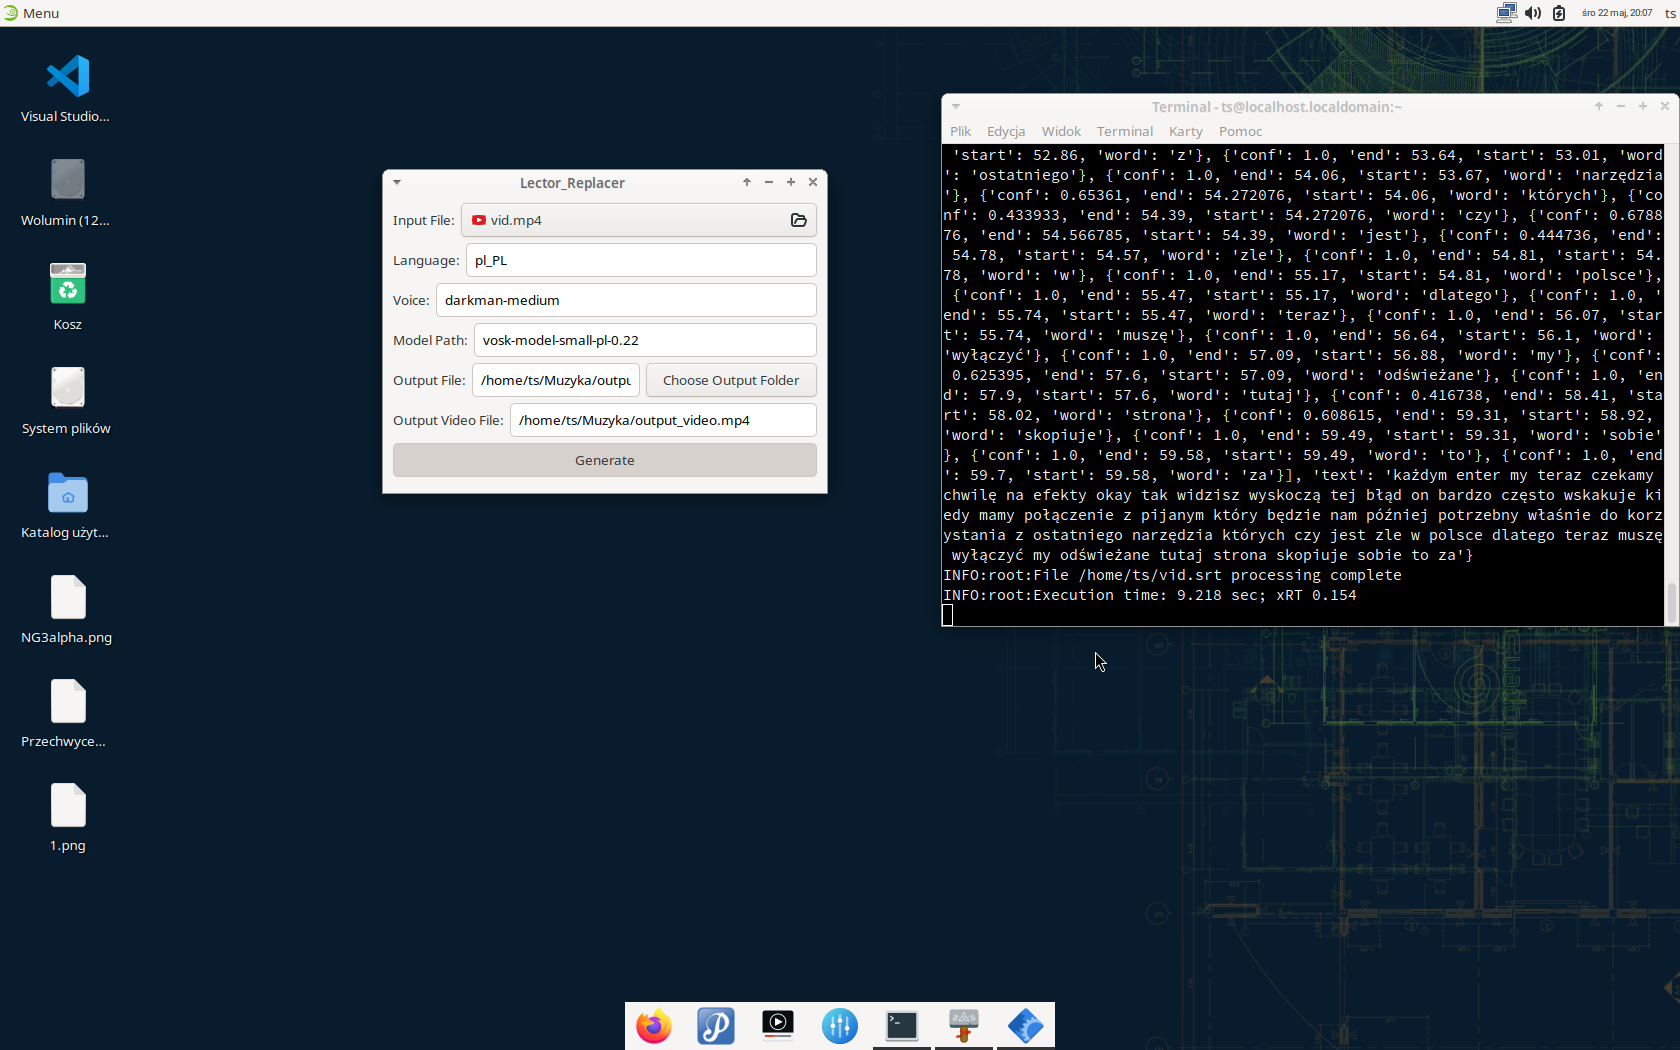 Menu
śro 22 maj, 20:07
ts
Visual Studio...
Wolumin (12...
Kosz
System plików
Katalog użyt...
NG3alpha.png
Przechwyce...
1.png
Lector_Replacer
Input File: vid.mp4
Language: pl_PL
Voice: darkman-medium
Model Path: vosk-model-small-pl-0.22
Output File: /home/ts/Muzyka/outpu Choose Output Folder
Output Video File: /home/ts/Muzyka/output_video.mp4
Generate
Terminal - ts@localhost.localdomain:~
Plik Edycja Widok Terminal Karty Pomoc
'start': 52.86, 'word': 'z'}, {'conf': 1.0, 'end': 53.64, 'start': 53.01, 'word
': 'ostatniego'}, {'conf': 1.0, 'end': 54.06, 'start': 53.67, 'word': 'narzędzia
'}, {'conf': 0.65361, 'end': 54.272076, 'start': 54.06, 'word': 'których'}, {'co
nf': 0.433933, 'end': 54.39, 'start': 54.272076, 'word': 'czy'}, {'conf': 0.6788
76, 'end': 54.566785, 'start': 54.39, 'word': 'jest'}, {'conf': 0.444736, 'end':
54.78, 'start': 54.57, 'word': 'zle'}, {'conf': 1.0, 'end': 54.81, 'start': 54.
78, 'word': 'w'}, {'conf': 1.0, 'end': 55.17, 'start': 54.81, 'word': 'polsce'},
{'conf': 1.0, 'end': 55.47, 'start': 55.17, 'word': 'dlatego'}, {'conf': 1.0, '
end': 55.74, 'start': 55.47, 'word': 'teraz'}, {'conf': 1.0, 'end': 56.07, 'star
t': 55.74, 'word': 'muszę'}, {'conf': 1.0, 'end': 56.64, 'start': 56.1, 'word':
'wyłączyć'}, {'conf': 1.0, 'end': 57.09, 'start': 56.88, 'word': 'my'}, {'conf':
0.625395, 'end': 57.6, 'start': 57.09, 'word': 'odświeżane'}, {'conf': 1.0, 'en
d': 57.9, 'start': 57.6, 'word': 'tutaj'}, {'conf': 0.416738, 'end': 58.41, 'sta
rt': 58.02, 'word': 'strona'}, {'conf': 0.608615, 'end': 59.31, 'start': 58.92,
'word': 'skopiuje'}, {'conf': 1.0, 'end': 59.49, 'start': 59.31, 'word': 'sobie'
}, {'conf': 1.0, 'end': 59.58, 'start': 59.49, 'word': 'to'}, {'conf': 1.0, 'end
': 59.7, 'start': 59.58, 'word': 'za'}], 'text': 'każdym enter my teraz czekamy
chwilę na efekty okay tak widzisz wyskoczą tej błąd on bardzo często wskakuje ki
edy mamy połączenie z pijanym który będzie nam później potrzebny właśnie do korz
ystania z ostatniego narzędzia których czy jest zle w polsce dlatego teraz muszę
wyłączyć my odświeżane tutaj strona skopiuje sobie to za'}
INFO:root:File /home/ts/vid.srt processing complete
INFO:root:Execution time: 9.218 sec; xRT 0.154